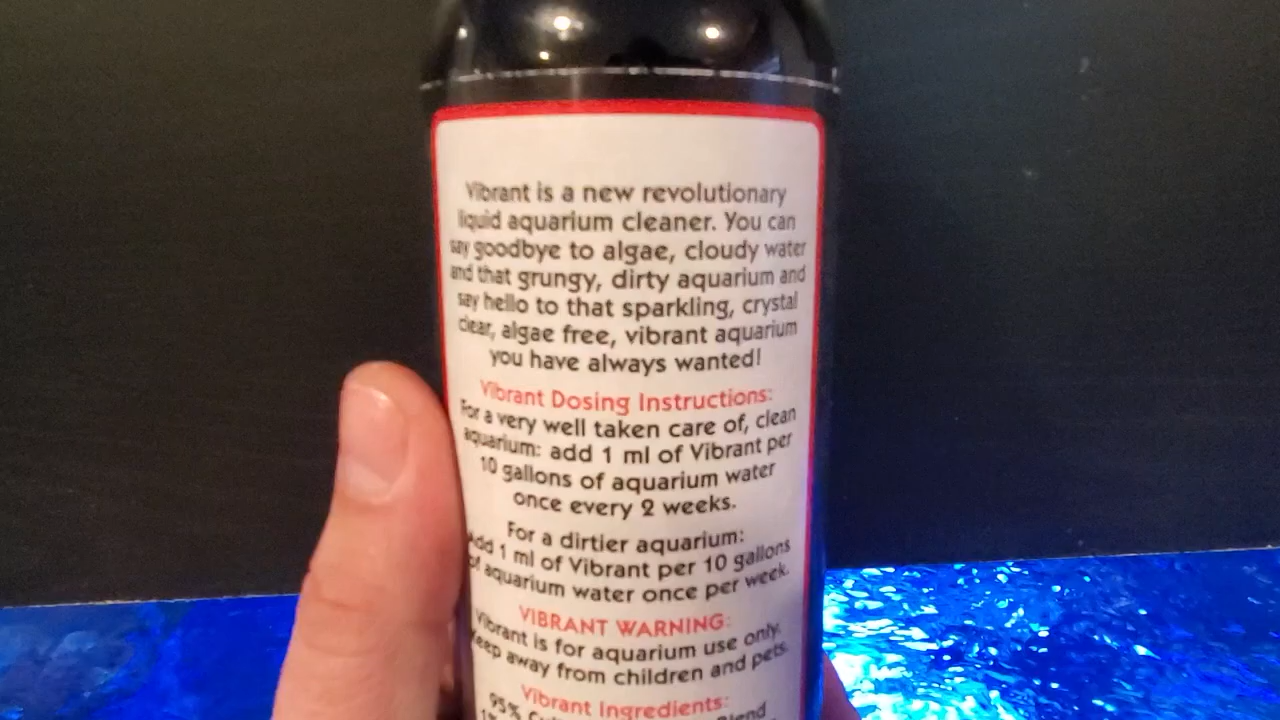 Vibrant is a new revolutionary
liquid aquarium cleaner. You can
say goodbye to algae, cloudy water
and that grungy, dirty aquarium and
say hello to that sparkling, crystal
clear, algae free, vibrant aquarium
you have always wanted!
Vibrant Dosing Instructions:
For a very well taken care of, clean
aquarium: add 1 ml of Vibrant per
10 gallons of aquarium water
once every 2 weeks.
For a dirtier aquarium:
Add 1 ml of Vibrant per 10 gallons
of aquarium water once per week.
VIBRANT WARNING:
Vibrant is for aquarium use only.
Keep away from children and pets.
Vibrant Ingredients:
95% Blend